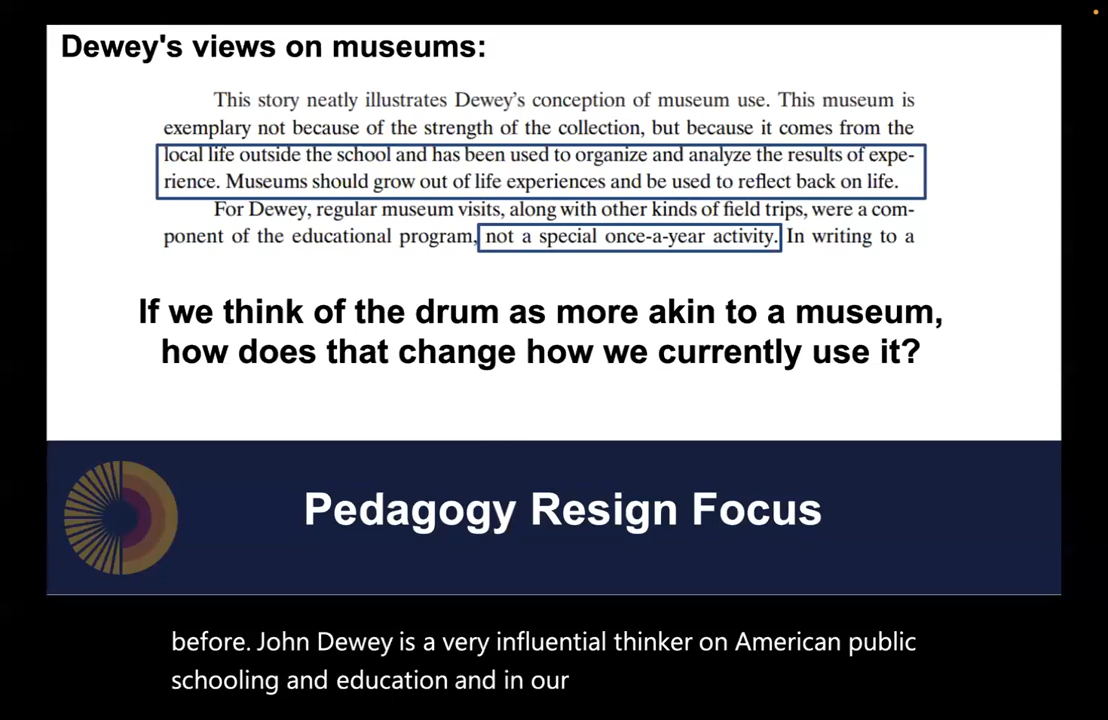 Dewey's views on museums:
This story neatly illustrates Dewey's conception of museum use. This museum is
exemplary not because of the strength of the collection, but because it comes from the
local life outside the school and has been used to organize and analyze the results of expe-
rience. Museums should grow out of life experiences and be used to reflect back on life.
For Dewey, regular museum visits, along with other kinds of field trips, were a com-
ponent of the educational program, not a special once-a-year activity. In writing to a
If we think of the drum as more akin to a museum,
how does that change how we currently use it?
Pedagogy Resign Focus
before. John Dewey is a very influential thinker on American public
schooling and education and in our